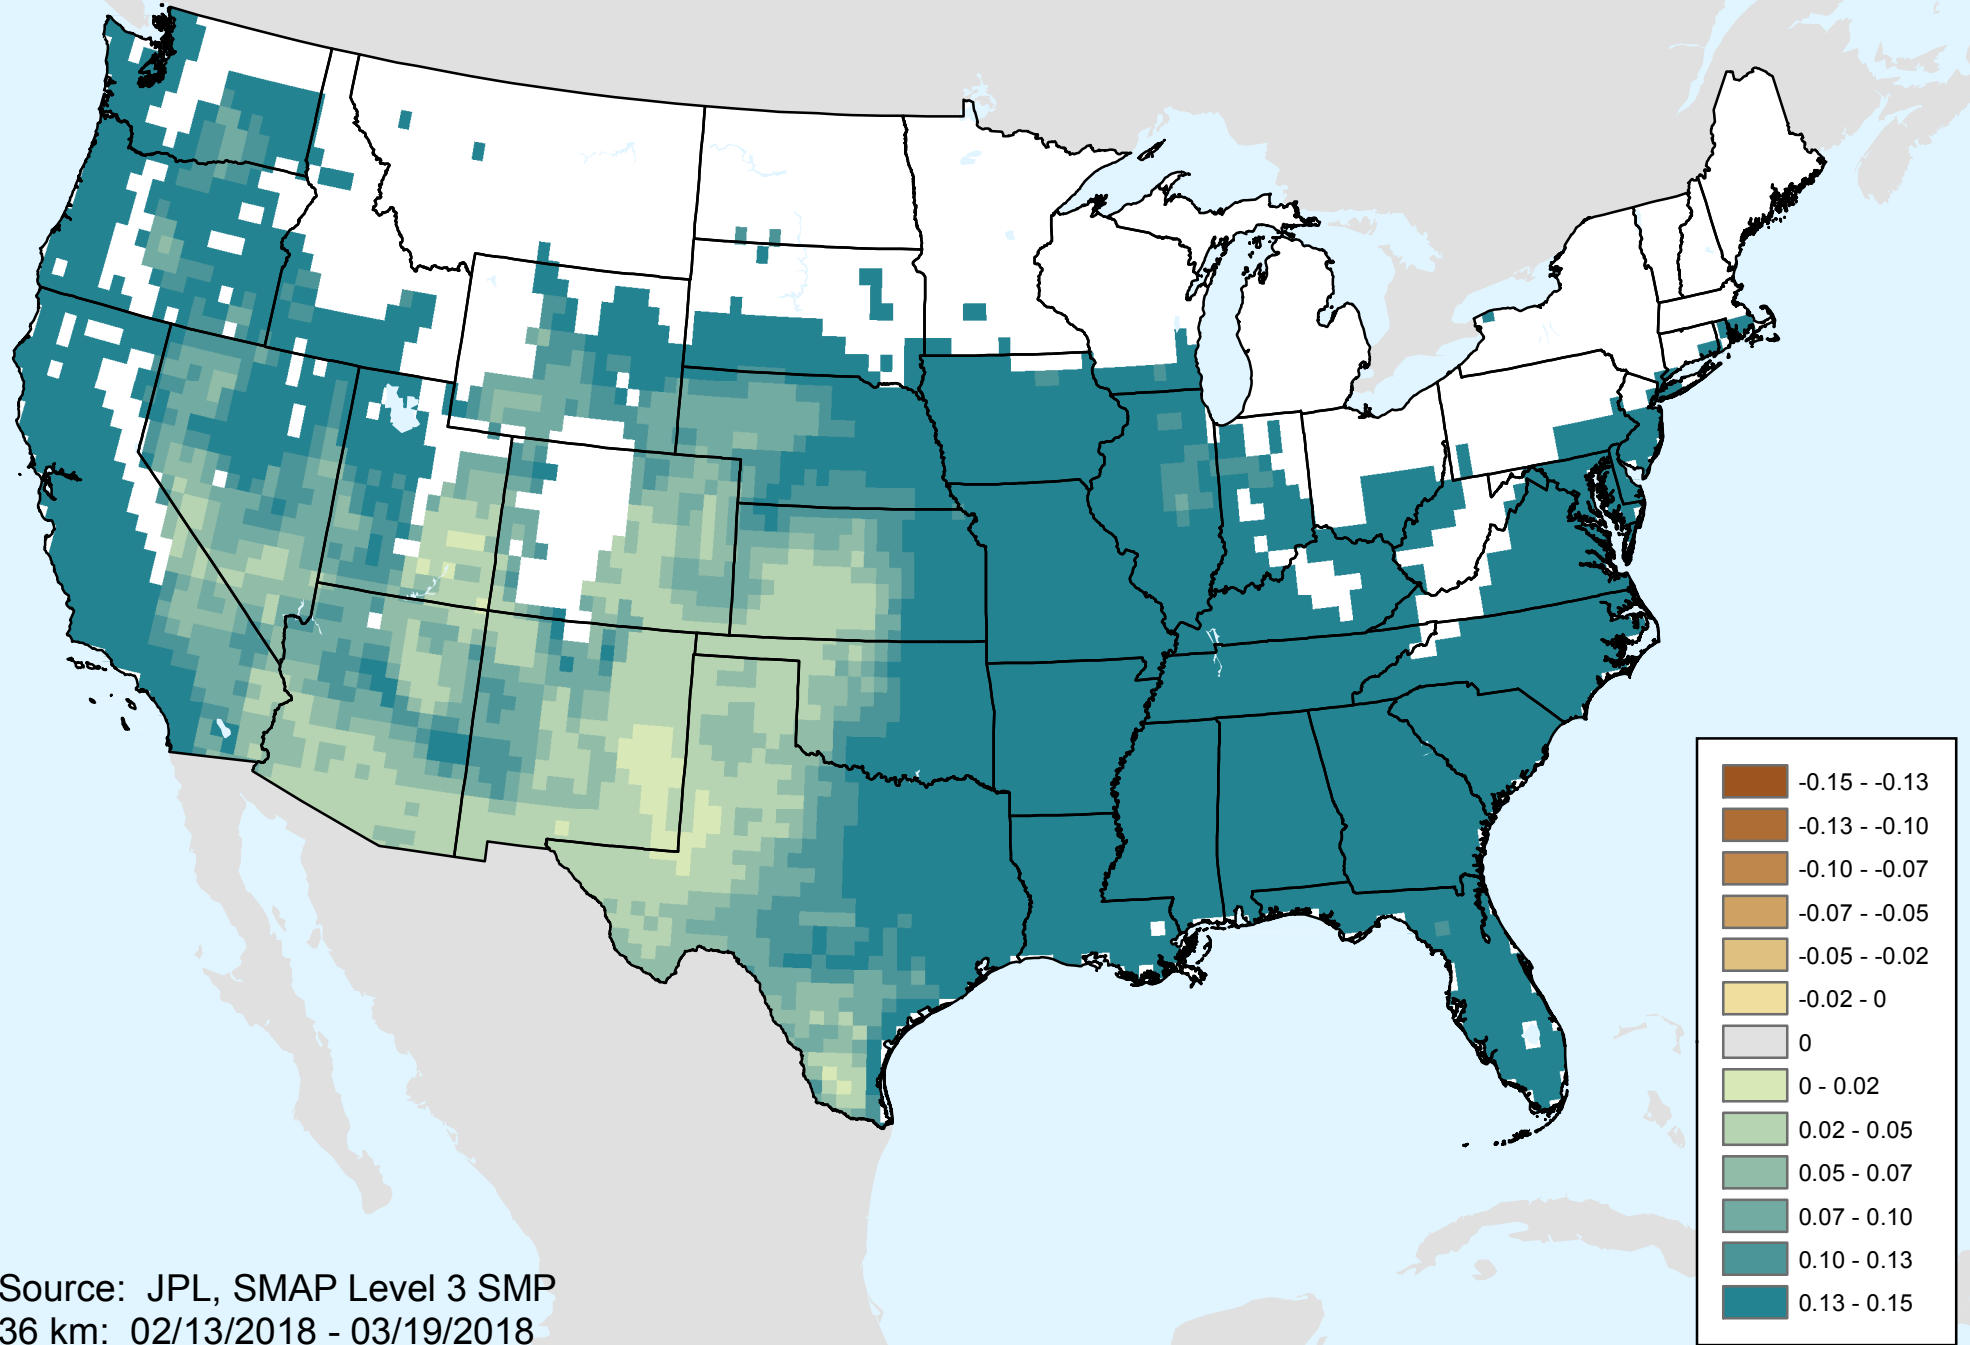 -0.15 - -0.13
-0.13 - -0.10
-0.10 - -0.07
-0.07 - -0.05
-0.05 - -0.02
-0.02 - 0
0
0 - 0.02
0.02 - 0.05
0.05 - 0.07
0.07 - 0.10
0.10 - 0.13
0.13 - 0.15
Source: JPL, SMAP Level 3 SMP
36 km: 02/13/2018 - 03/19/2018